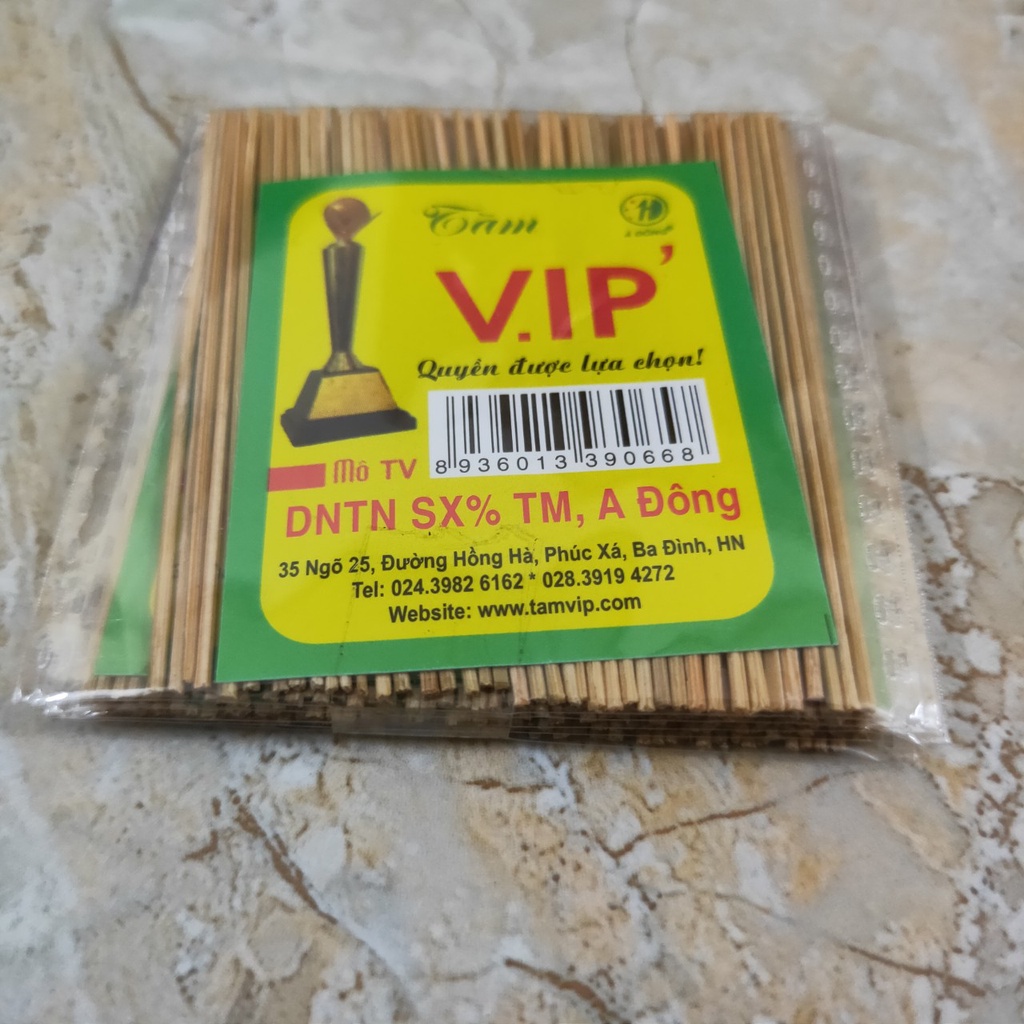 Tăm
A ĐÔNG
V.IP'
Quyền được lựa chọn!
8 936013 390668
Mô TV
DNTN SX% TM, A Đông
35 Ngõ 25, Đường Hồng Hà, Phúc Xá, Ba Đình, HN
Tel: 024.3982 6162 * 028.3919 4272
Website: www.tamvip.com